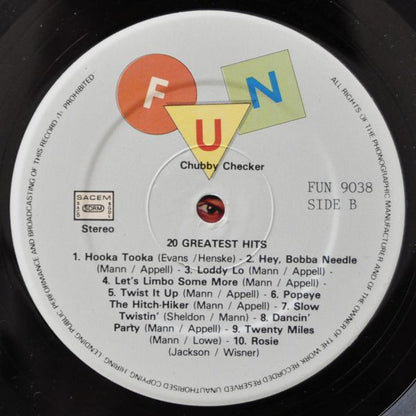 F U N
Chubby Checker
FUN 9038
SIDE B
SACEM
SDRM
Stereo
20 GREATEST HITS
1. Hooka Tooka (Evans / Henske) - 2. Hey, Bobba Needle
(Mann / Appell) - 3. Loddy Lo (Mann / Appell) -
4. Let's Limbo Some More (Mann / Appell) -
5. Twist It Up (Mann / Appell) - 6. Popeye
The Hitch-Hiker (Mann / Appell) - 7. Slow
Twistin' (Sheldon / Mann) - 8. Dancin'
Party (Mann / Appell) - 9. Twenty Miles
(Mann / Lowe) - 10. Rosie
(Jackson / Wisner)
ALL RIGHTS OF THE PHONOGRAPHIC MANUFACTURER AND OF THE OWNER OF THE WORK RECORDED RESERVED UNAUTHORISED COPYING, HIRING, LENDING, PUBLIC PERFORMANCE AND BROADCASTING OF THIS RECORD PROHIBITED